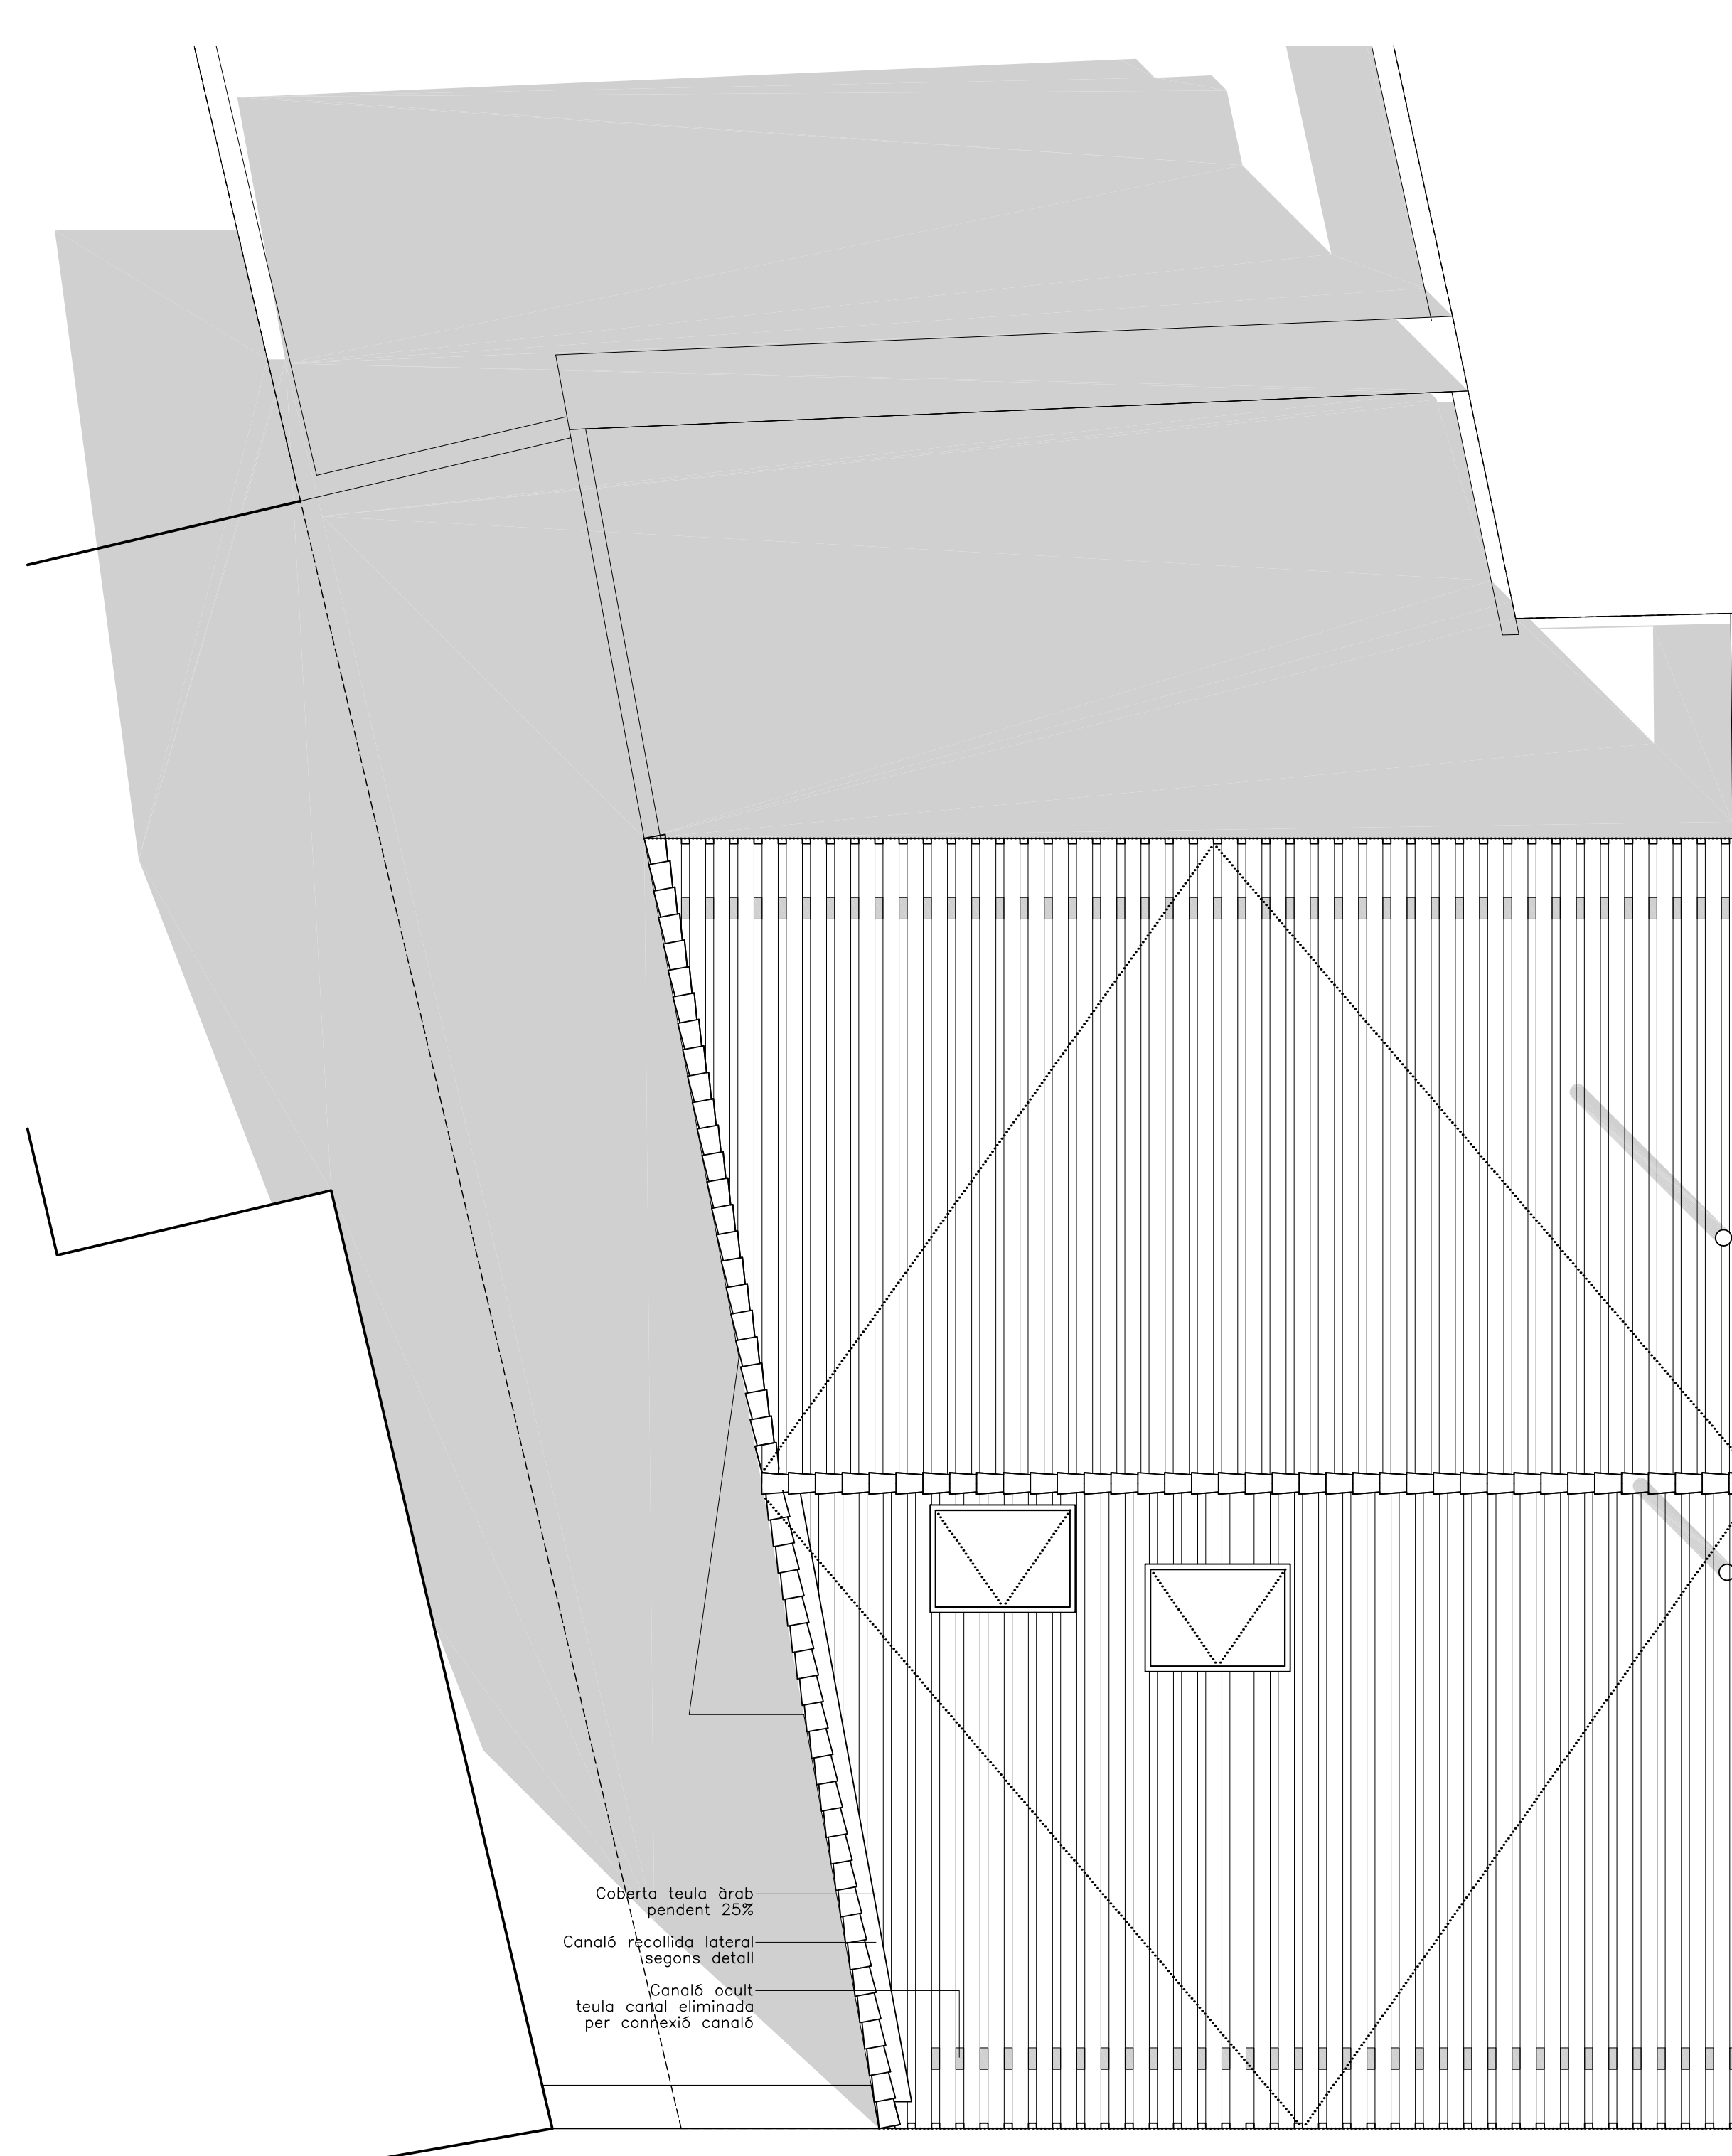 Coberta teula àrab
pendent 25%
Canaló recollida lateral
segons detall
Canaló ocult
teula canal eliminada
per connexió canaló